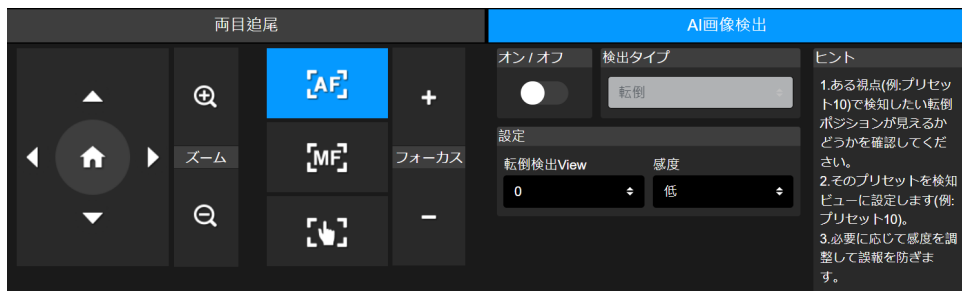 両目追尾
AI画像検出
AF
MF
ズーム
フォーカス
+
−
オン / オフ
検出タイプ
転倒
設定
転倒検出View
感度
0
低
ヒント
1.ある視点(例:プリセッ
ト10)で検知したい転倒
ポジションが見えるか
どうかを確認してくだ
さい。
2.そのプリセットを検知
ビューに設定します(例:
プリセット10)。
3.必要に応じて感度を調
整して誤報を防ぎま
す。